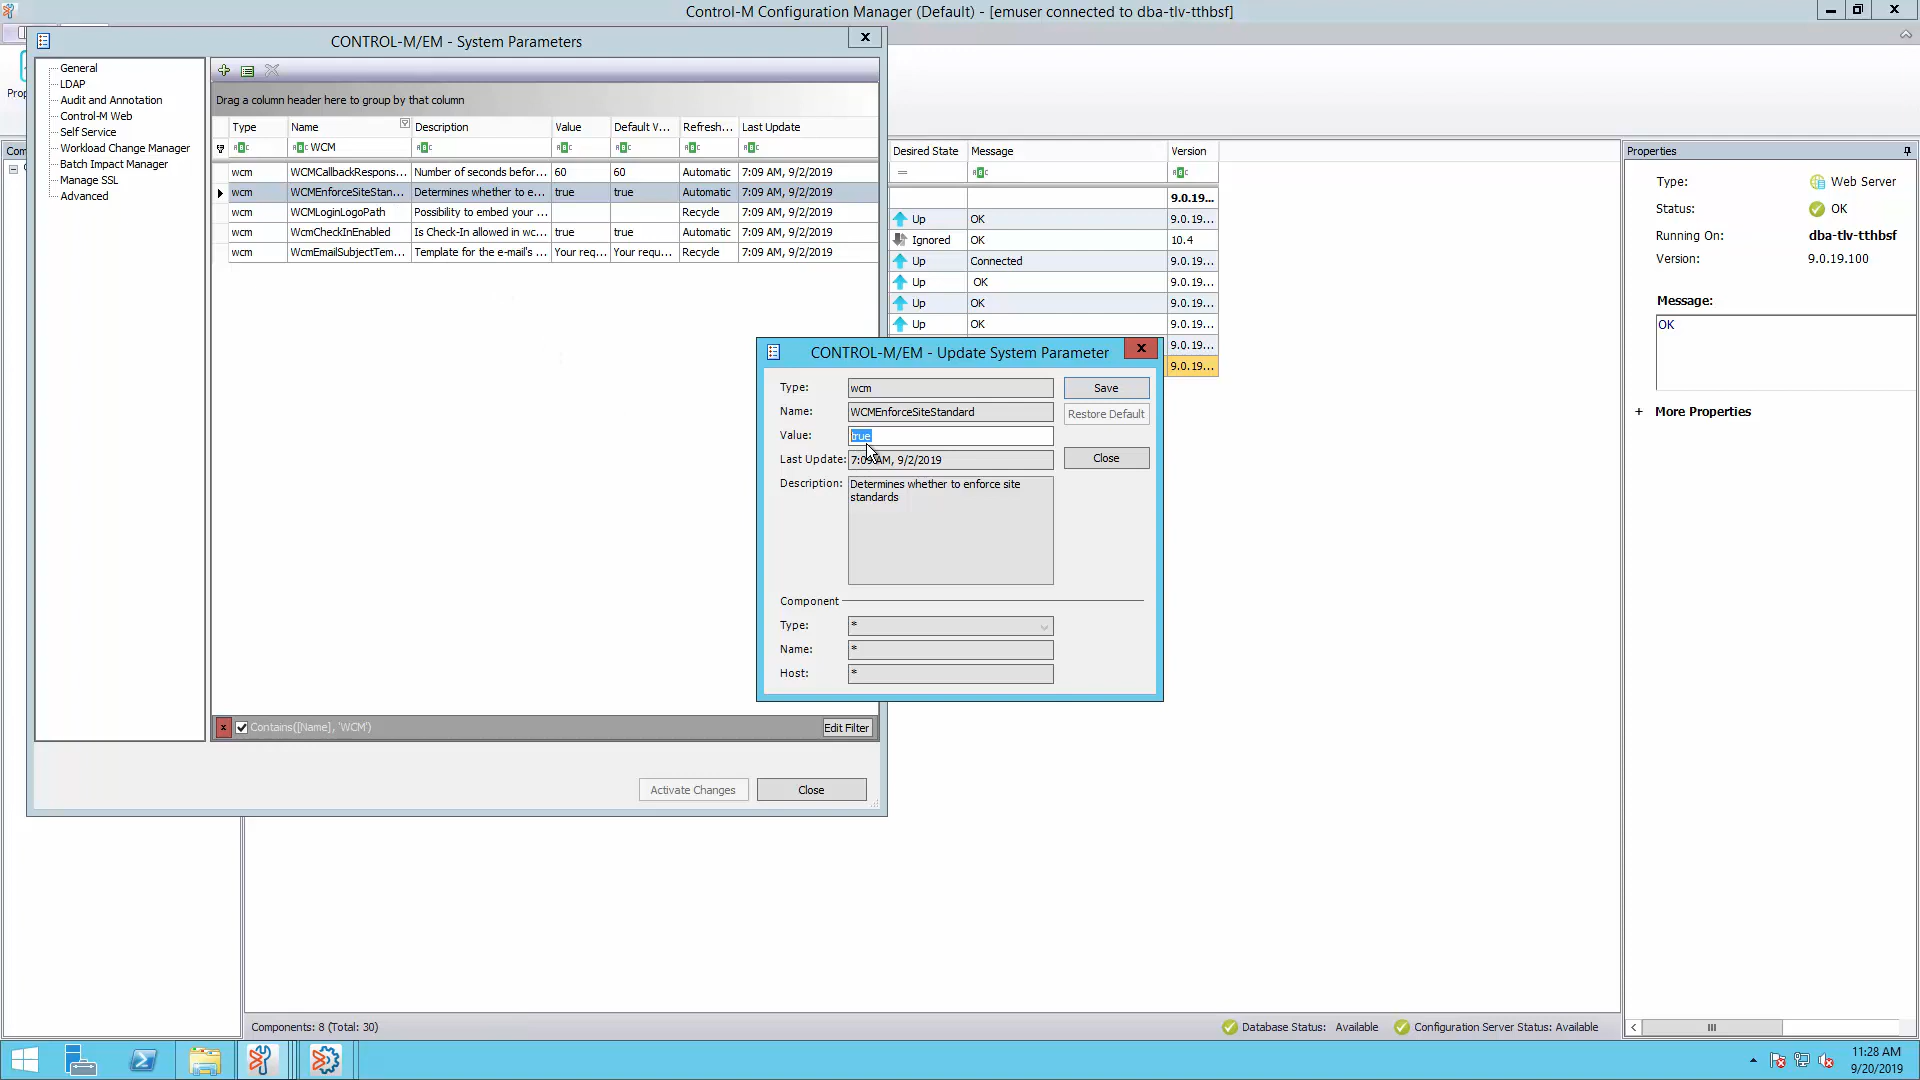 Control-M Configuration Manager (Default) - [emuser connected to dba-tlv-tthbsf]
CONTROL-M/EM - System Parameters
General
LDAP
Audit and Annotation
Control-M Web
Self Service
Workload Change Manager
Batch Impact Manager
Manage SSL
Advanced
Drag a column header here to group by that column
Type Name Description Value Default V... Refresh... Last Update
WCM
wcm WCMCallbackRespons... Number of seconds befor... 60 60 Automatic 7:09 AM, 9/2/2019
wcm WCMEnforceSiteStan... Determines whether to e... true true Automatic 7:09 AM, 9/2/2019
wcm WCMLoginLogoPath Possibility to embed your ... Recycle 7:09 AM, 9/2/2019
wcm WcmCheckInEnabled Is Check-In allowed in wc... true true Automatic 7:09 AM, 9/2/2019
wcm WcmEmailSubjectTem... Template for the e-mail's ... Your req... Your requ... Recycle 7:09 AM, 9/2/2019
Contains([Name], 'WCM')
Edit Filter
Activate Changes
Close
Desired State Message Version
=
9.0.19...
Up OK 9.0.19...
Ignored OK 10.4
Up Connected 9.0.19...
Up OK 9.0.19...
Up OK 9.0.19...
Up OK 9.0.19...
9.0.19...
9.0.19...
CONTROL-M/EM - Update System Parameter
Type: wcm
Name: WCMEnforceSiteStandard
Value: true
Last Update: 7:09 AM, 9/2/2019
Description: Determines whether to enforce site
standards
Save
Restore Default
Close
Component
Type: *
Name: *
Host: *
Properties
Type: Web Server
Status: OK
Running On: dba-tlv-tthbsf
Version: 9.0.19.100
Message:
OK
+ More Properties
Components: 8 (Total: 30)
Database Status: Available
Configuration Server Status: Available
11:28 AM
9/20/2019